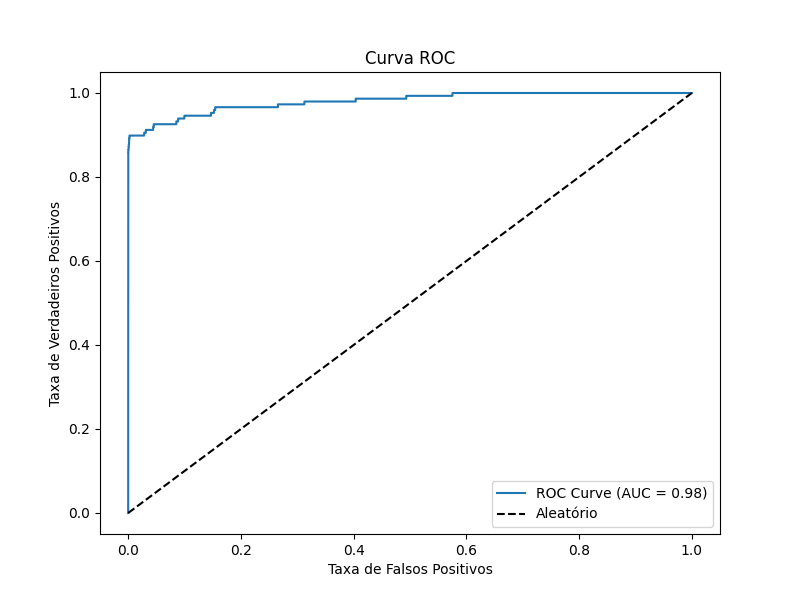 Curva ROC
Taxa de Verdadeiros Positivos
1.0
0.8
0.6
0.4
0.2
0.0
0.0 0.2 0.4 0.6 0.8 1.0
Taxa de Falsos Positivos
ROC Curve (AUC = 0.98)
Aleatório